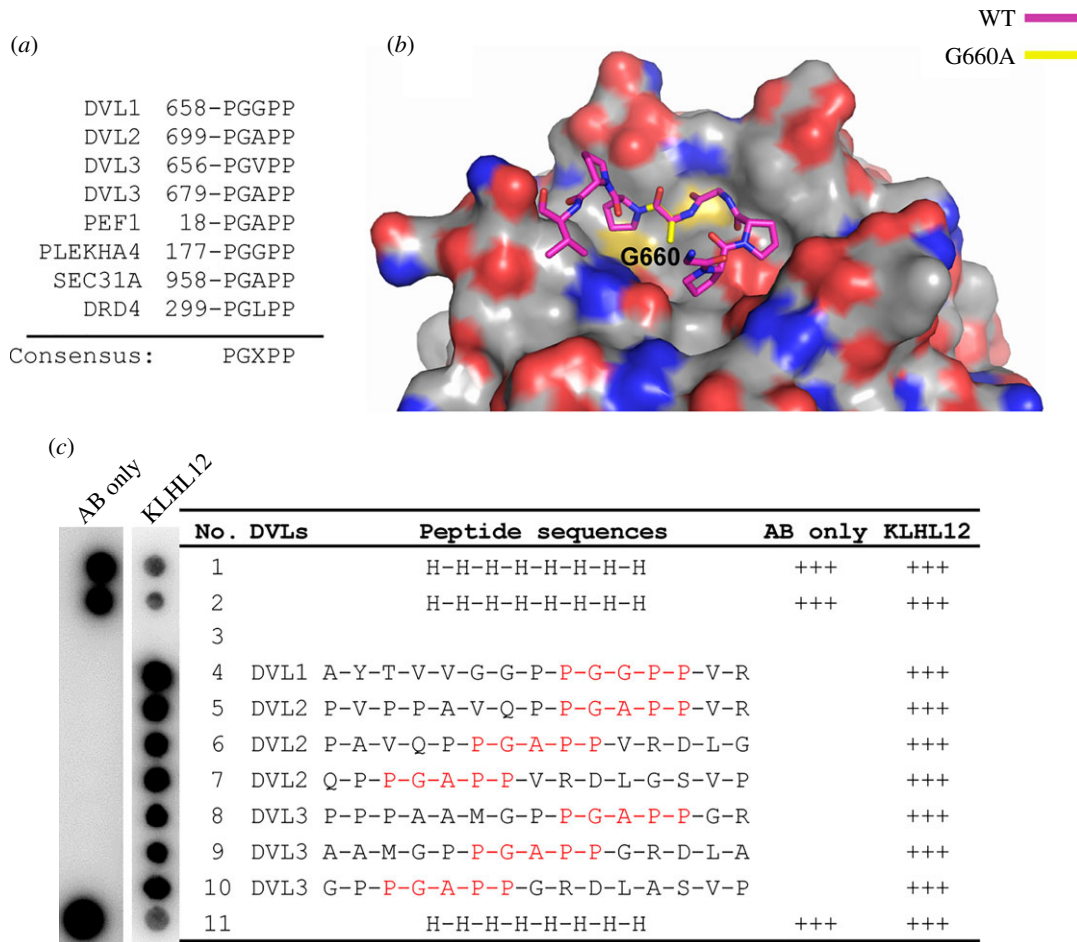 WT
G660A
(a)
(b)
DVL1 658-PGGPP
DVL2 699-PGAPP
DVL3 656-PGVPP
DVL3 679-PGAPP
PEF1 18-PGAPP
PLEKHA4 177-PGGPP
SEC31A 958-PGAPP
DRD4 299-PGLPP
Consensus: PGXPP
G660
(c)
AB only
KLHL12
No. DVLs Peptide sequences AB only KLHL12
1 H-H-H-H-H-H-H-H +++ +++
2 H-H-H-H-H-H-H-H +++ +++
3
4 DVL1 A-Y-T-V-V-G-G-P-P-G-G-P-P-V-R +++
5 DVL2 P-V-P-P-A-V-Q-P-P-G-A-P-P-V-R +++
6 DVL2 P-A-V-Q-P-P-G-A-P-P-V-R-D-L-G +++
7 DVL2 Q-P-P-G-A-P-P-V-R-D-L-G-S-V-P +++
8 DVL3 P-P-P-A-A-M-G-P-P-G-A-P-P-G-R +++
9 DVL3 A-A-M-G-P-P-G-A-P-P-G-R-D-L-A +++
10 DVL3 G-P-P-G-A-P-P-G-R-D-L-A-S-V-P +++
11 H-H-H-H-H-H-H-H +++ +++